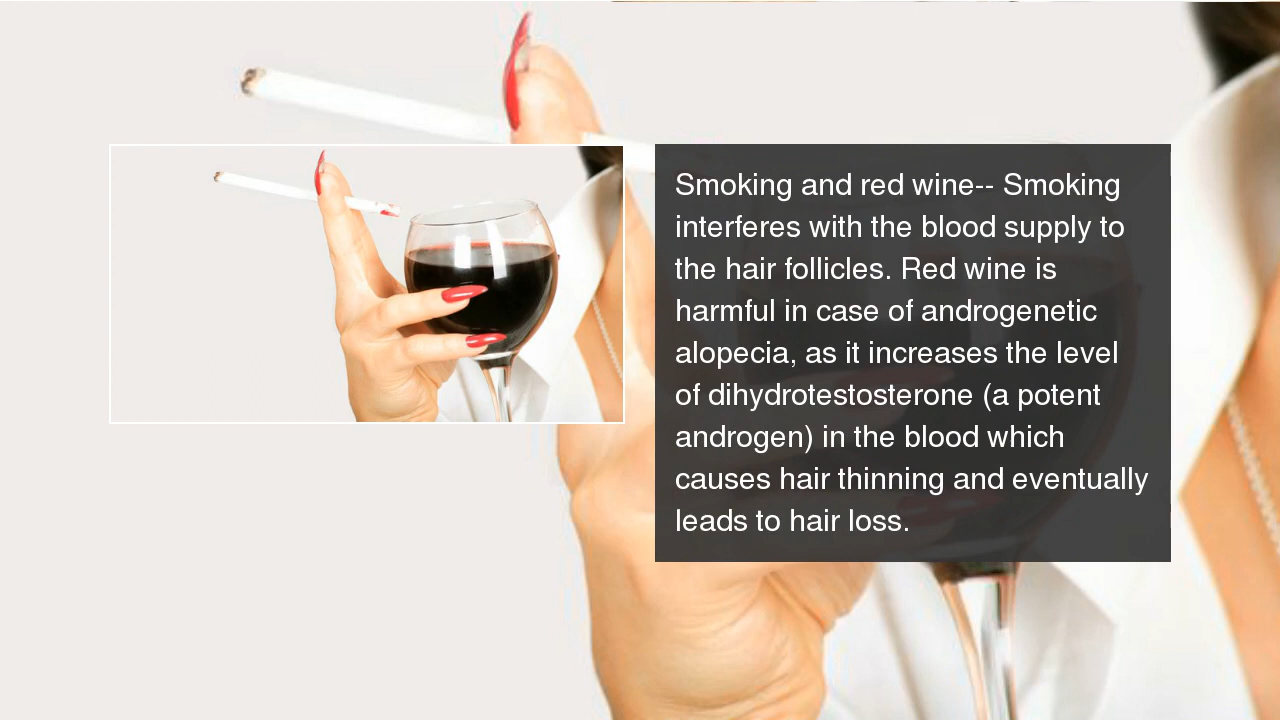 Smoking and red wine-- Smoking
interferes with the blood supply to
the hair follicles. Red wine is
harmful in case of androgenetic
alopecia, as it increases the level
of dihydrotestosterone (a potent
androgen) in the blood which
causes hair thinning and eventually
leads to hair loss.